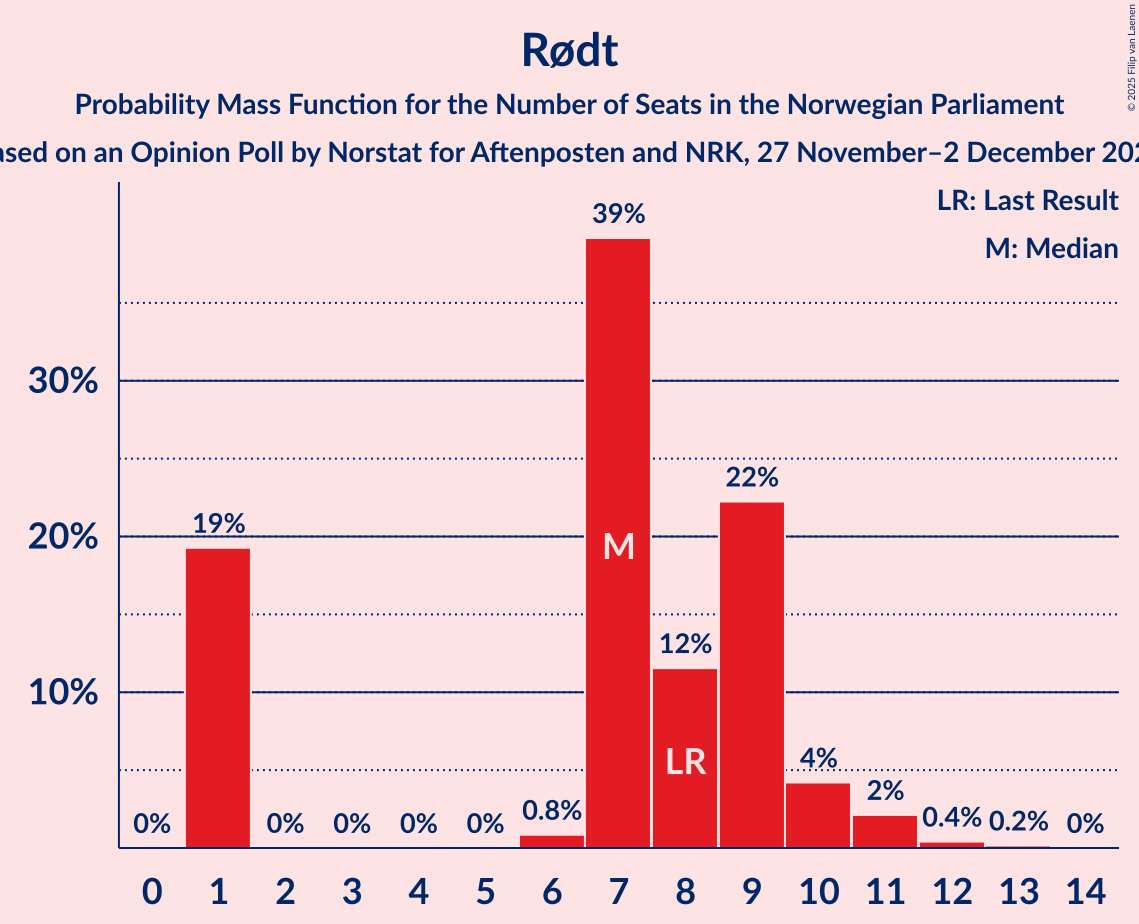 Rødt
Probability Mass Function for the Number of Seats in the Norwegian Parliament
on an Opinion Poll by Norstat for Aftenposten and NRK, 27 November–2 December
© 2025 Filip van Laenen
LR: Last Result
M: Median
39%
30%
22%
20%
19%
M
12%
10%
LR
4%
2%
0% 0% 0% 0% 0% 0.8% 0.4% 0.2% 0%
0 1 2 3 4 5 6 7 8 9 10 11 12 13 14